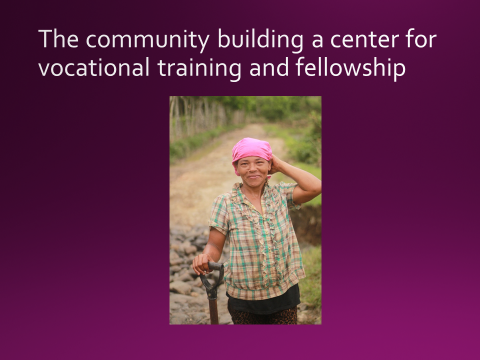 The community building a center for
vocational training and fellowship